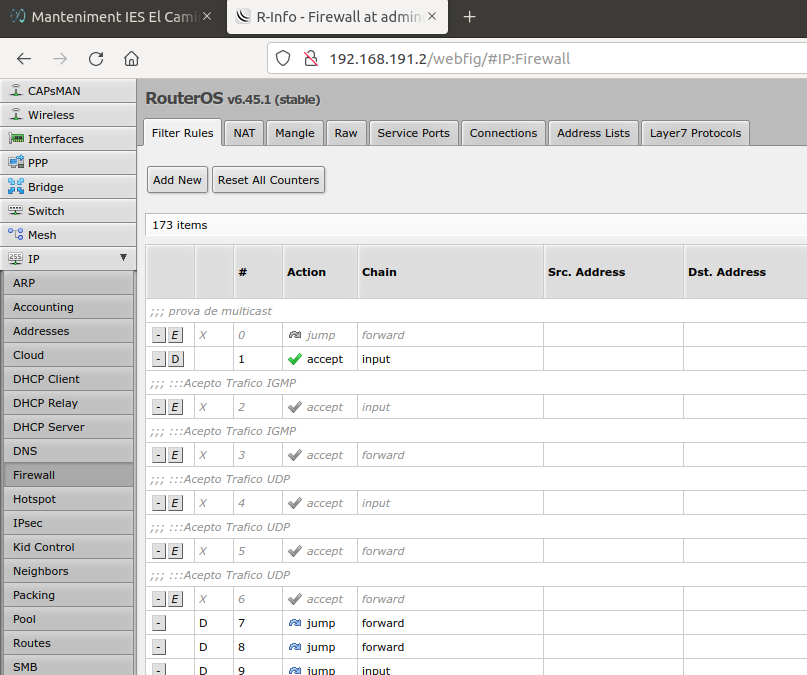 Manteniment IES El Cami
R-Info - Firewall at admin
192.168.191.2/webfig/#IP:Firewall
CAPsMAN
Wireless
Interfaces
PPP
Bridge
Switch
Mesh
IP
ARP
Accounting
Addresses
Cloud
DHCP Client
DHCP Relay
DHCP Server
DNS
Firewall
Hotspot
IPsec
Kid Control
Neighbors
Packing
Pool
Routes
SMB
RouterOS v6.45.1 (stable)
Filter Rules NAT Mangle Raw Service Ports Connections Address Lists Layer7 Protocols
Add New Reset All Counters
173 items
# Action Chain Src. Address Dst. Address
;;; prova de multicast
- E X 0 jump forward
- D 1 accept input
;;; :::Acepto Trafico IGMP
- E X 2 accept input
;;; :::Acepto Trafico IGMP
- E X 3 accept forward
;;; :::Acepto Trafico UDP
- E X 4 accept input
;;; :::Acepto Trafico UDP
- E X 5 accept forward
;;; :::Acepto Trafico UDP
- E X 6 accept forward
- D 7 jump forward
- D 8 jump forward
- D 9 jump input